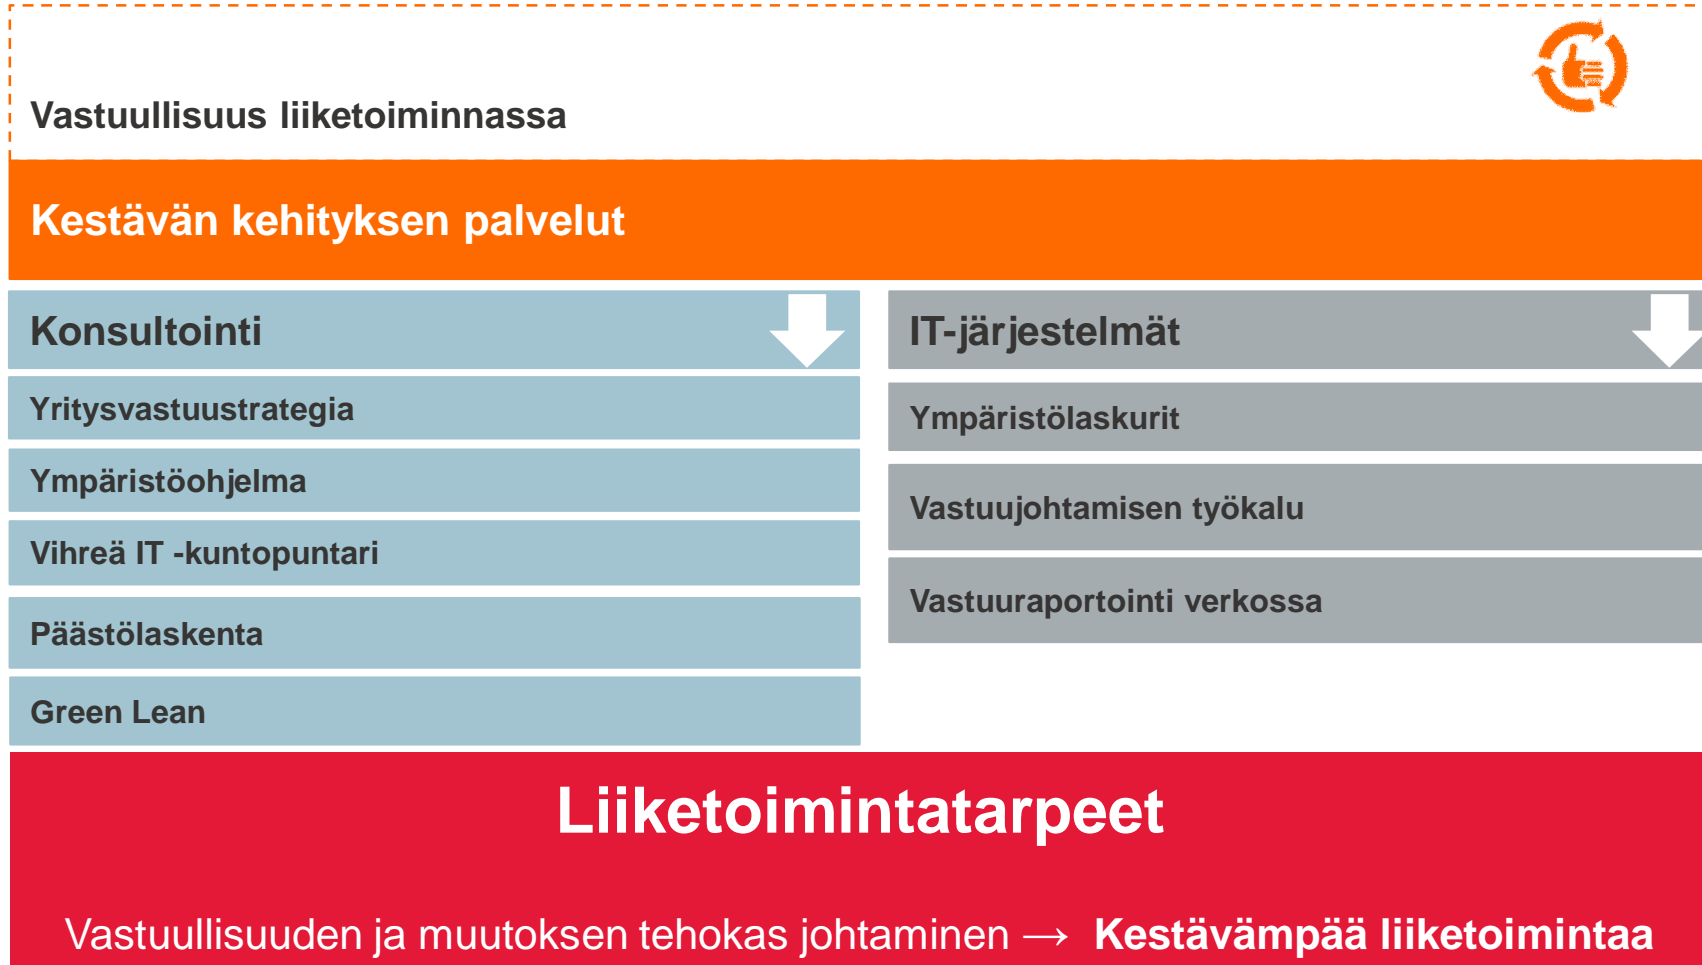 Vastuullisuus liiketoiminnassa
Kestävän kehityksen palvelut
Konsultointi
Yritysvastuustrategia
Ympäristöohjelma
Vihreä IT -kuntopuntari
Päästölaskenta
Green Lean
IT-järjestelmät
Ympäristölaskurit
Vastuujohtamisen työkalu
Vastuuraportointi verkossa
Liiketoimintatarpeet
Vastuullisuuden ja muutoksen tehokas johtaminen → Kestävämpää liiketoimintaa